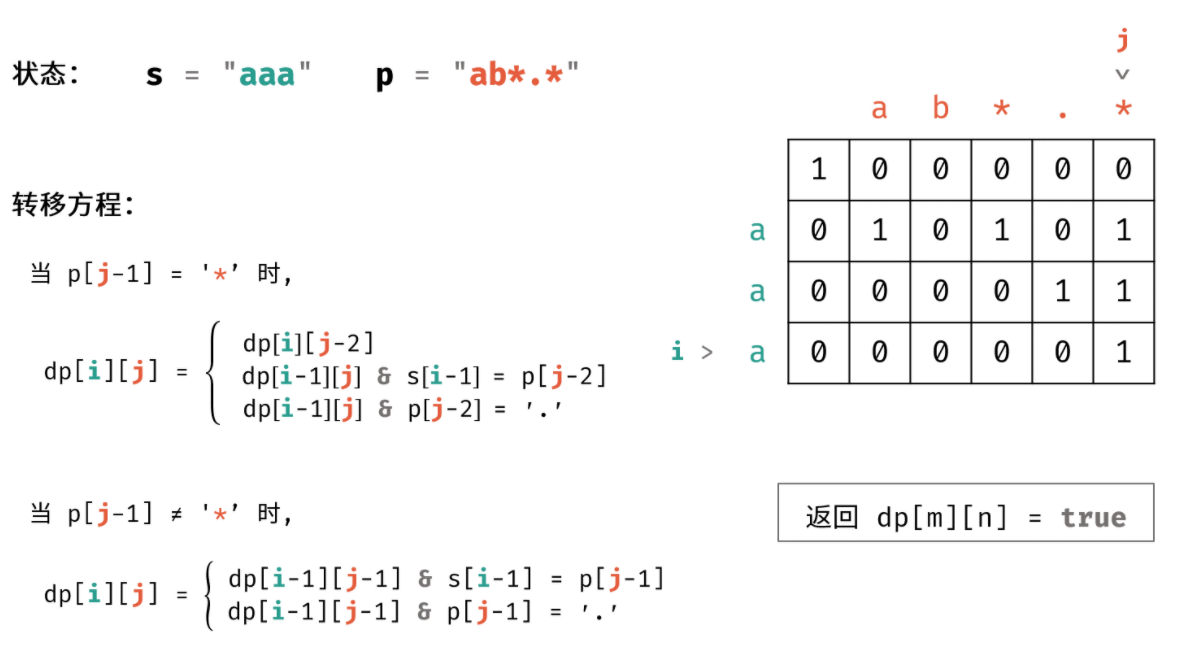 状态： s = "aaa" p = "ab*.*"
转移方程：
当 p[j-1] = '*’ 时，
dp[i][j] =
dp[i][j-2]
dp[i-1][j] & s[i-1] = p[j-2]
dp[i-1][j] & p[j-2] = ’.’
当 p[j-1] ≠ '*’ 时，
dp[i][j] =
dp[i-1][j-1] & s[i-1] = p[j-1]
dp[i-1][j-1] & p[j-1] = ’.’
j
˅
a b * . *
1 0 0 0 0 0
a 0 1 0 1 0 1
a 0 0 0 0 1 1
i > a 0 0 0 0 0 1
返回 dp[m][n] = true